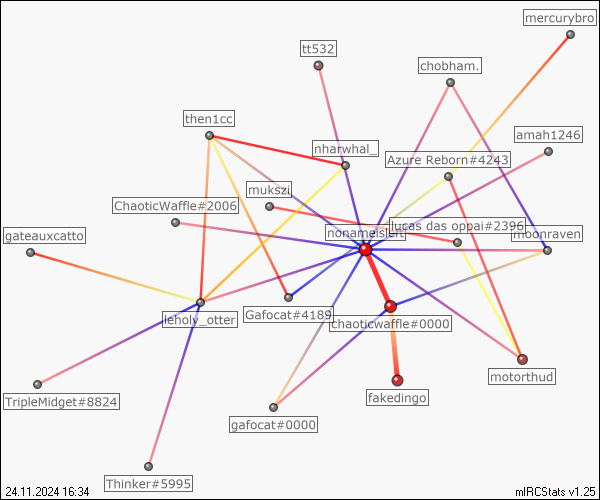 mercurybro
tt532
chobham.
then1cc
amah1246
nharwhal_
Azure Reborn#4243
mukszi
ChaoticWaffle#2006
lucas das oppai#2396
nonameisleft
moonraven
gateauxcatto
Gafocat#4189
leholy_otter
chaoticwaffle#0000
motorthud
fakedingo
TripleMidget#8824
gafocat#0000
Thinker#5995
24.11.2024 16:34
mIRCStats v1.25